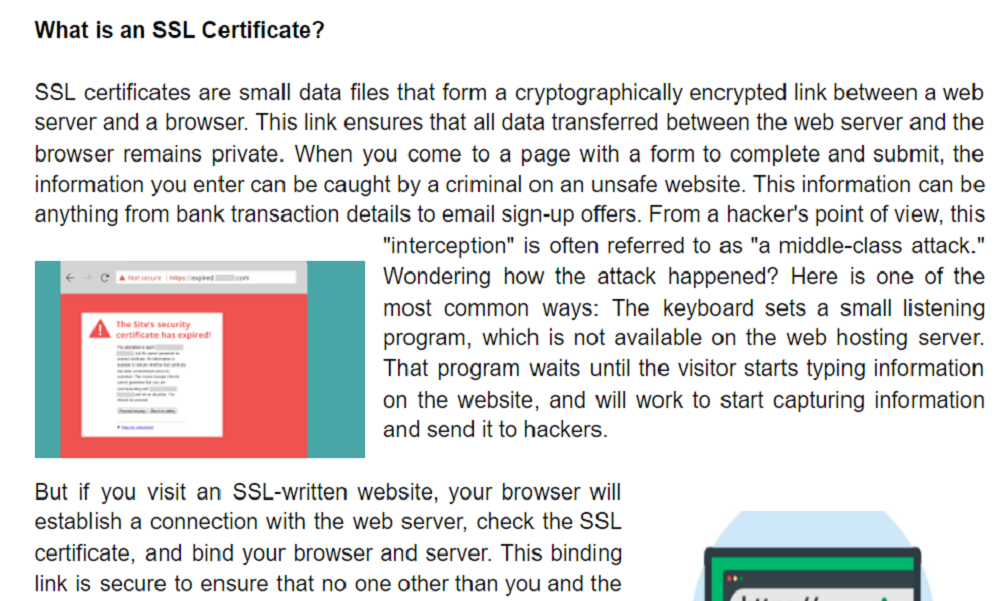 What is an SSL Certificate?
SSL certificates are small data files that form a cryptographically encrypted link between a web
server and a browser. This link ensures that all data transferred between the web server and the
browser remains private. When you come to a page with a form to complete and submit, the
information you enter can be caught by a criminal on an unsafe website. This information can be
anything from bank transaction details to email sign-up offers. From a hacker's point of view, this
"interception" is often referred to as "a middle-class attack."
Wondering how the attack happened? Here is one of the
most common ways: The keyboard sets a small listening
program, which is not available on the web hosting server.
That program waits until the visitor starts typing information
on the website, and will work to start capturing information
and send it to hackers.
Not secure https://expired. .com
The Site's security
certificate has expired!
But if you visit an SSL-written website, your browser will
establish a connection with the web server, check the SSL
certificate, and bind your browser and server. This binding
link is secure to ensure that no one other than you and the